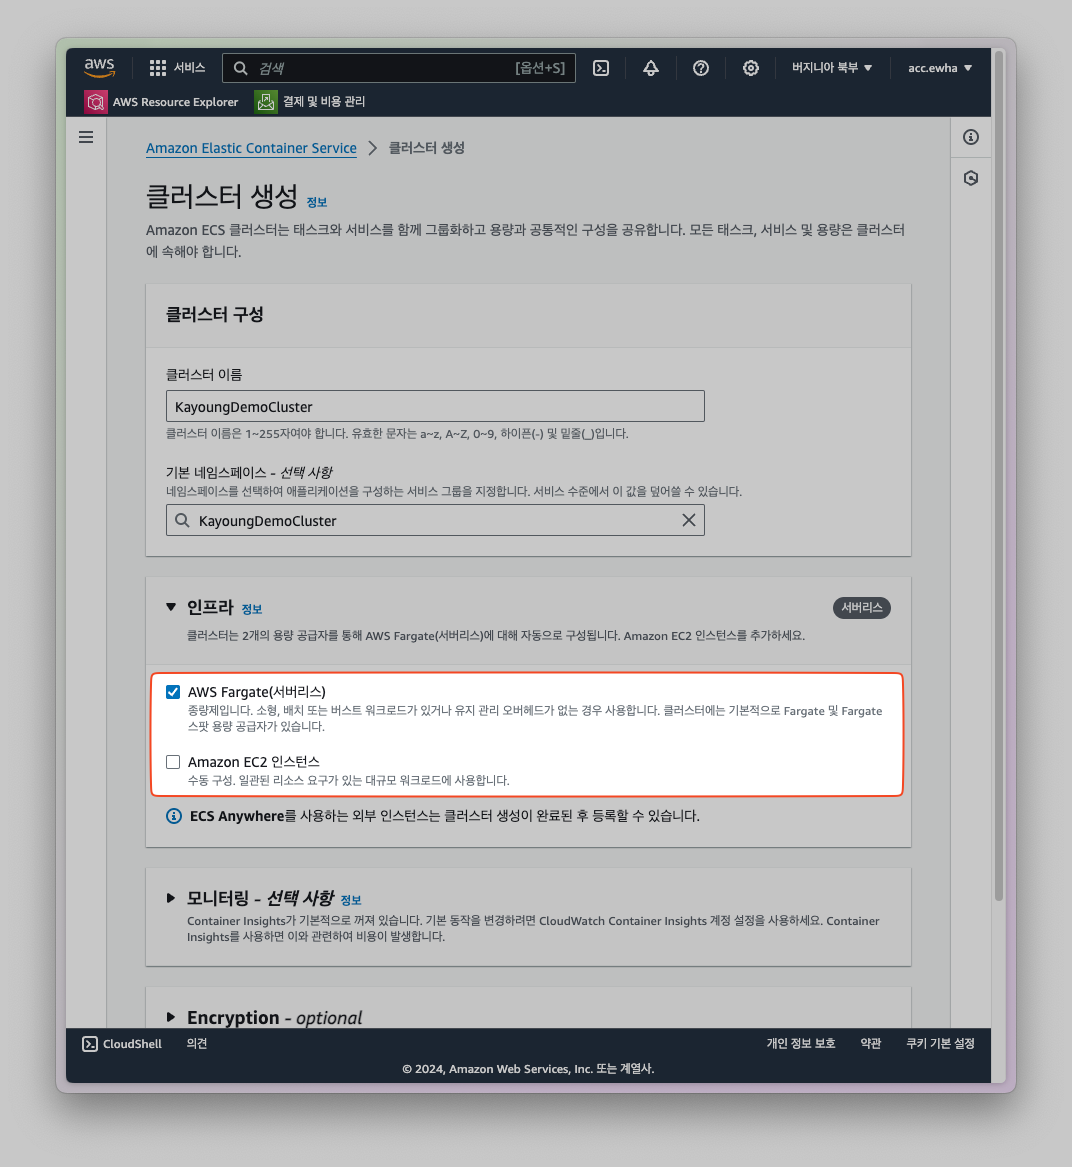 aws
서비스
검색 [옵션+S]
버지니아 북부
acc.ewha
AWS Resource Explorer
결제 및 비용 관리
Amazon Elastic Container Service > 클러스터 생성
클러스터 생성 정보
Amazon ECS 클러스터는 태스크와 서비스를 함께 그룹화하고 용량과 공통적인 구성을 공유합니다. 모든 태스크, 서비스 및 용량은 클러스터
에 속해야 합니다.
클러스터 구성
클러스터 이름
KayoungDemoCluster
클러스터 이름은 1~255자여야 합니다. 유효한 문자는 a~z, A~Z, 0~9, 하이픈(-) 및 밑줄(_)입니다.
기본 네임스페이스 - 선택 사항
네임스페이스를 선택하여 애플리케이션을 구성하는 서비스 그룹을 지정합니다. 서비스 수준에서 이 값을 덮어쓸 수 있습니다.
KayoungDemoCluster
인프라 정보
서버리스
클러스터는 2개의 용량 공급자를 통해 AWS Fargate(서버리스)에 대해 자동으로 구성됩니다. Amazon EC2 인스턴스를 추가하세요.
AWS Fargate(서버리스)
종량제입니다. 소형, 배치 또는 버스트 워크로드가 있거나 유지 관리 오버헤드가 없는 경우 사용합니다. 클러스터에는 기본적으로 Fargate 및 Fargate
스팟 용량 공급자가 있습니다.
Amazon EC2 인스턴스
수동 구성. 일관된 리소스 요구가 있는 대규모 워크로드에 사용합니다.
ECS Anywhere를 사용하는 외부 인스턴스는 클러스터 생성이 완료된 후 등록할 수 있습니다.
모니터링 - 선택 사항 정보
Container Insights가 기본적으로 꺼져 있습니다. 기본 동작을 변경하려면 CloudWatch Container Insights 계정 설정을 사용하세요. Container
Insights를 사용하면 이와 관련하여 비용이 발생합니다.
Encryption - optional
CloudShell
의견
개인 정보 보호
약관
쿠키 기본 설정
© 2024, Amazon Web Services, Inc. 또는 계열사.